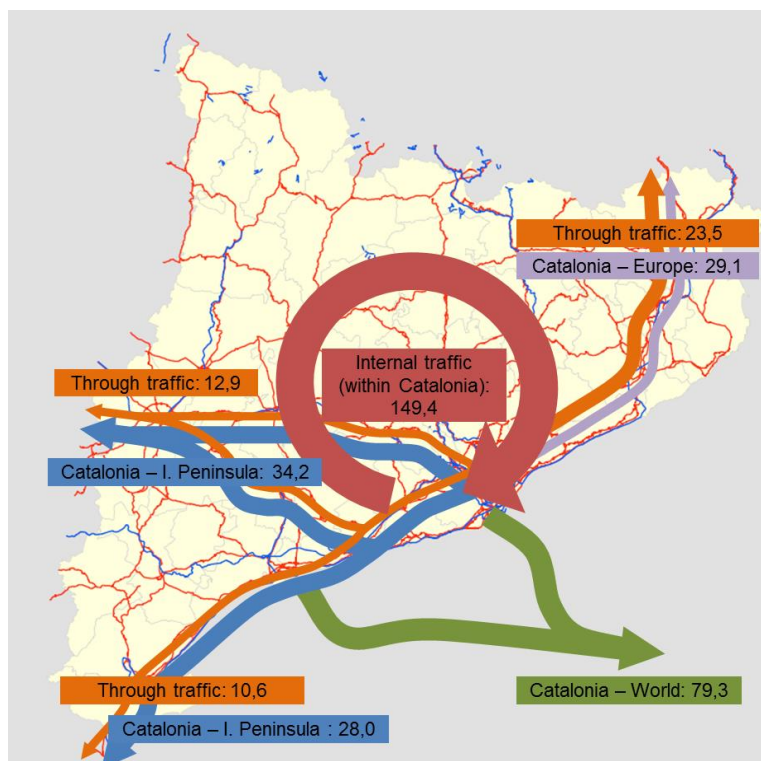 Through traffic: 23,5
Catalonia – Europe: 29,1
Internal traffic
(within Catalonia):
149,4
Through traffic: 12,9
Catalonia – I. Peninsula: 34,2
Through traffic: 10,6
Catalonia – World: 79,3
Catalonia – I. Peninsula : 28,0